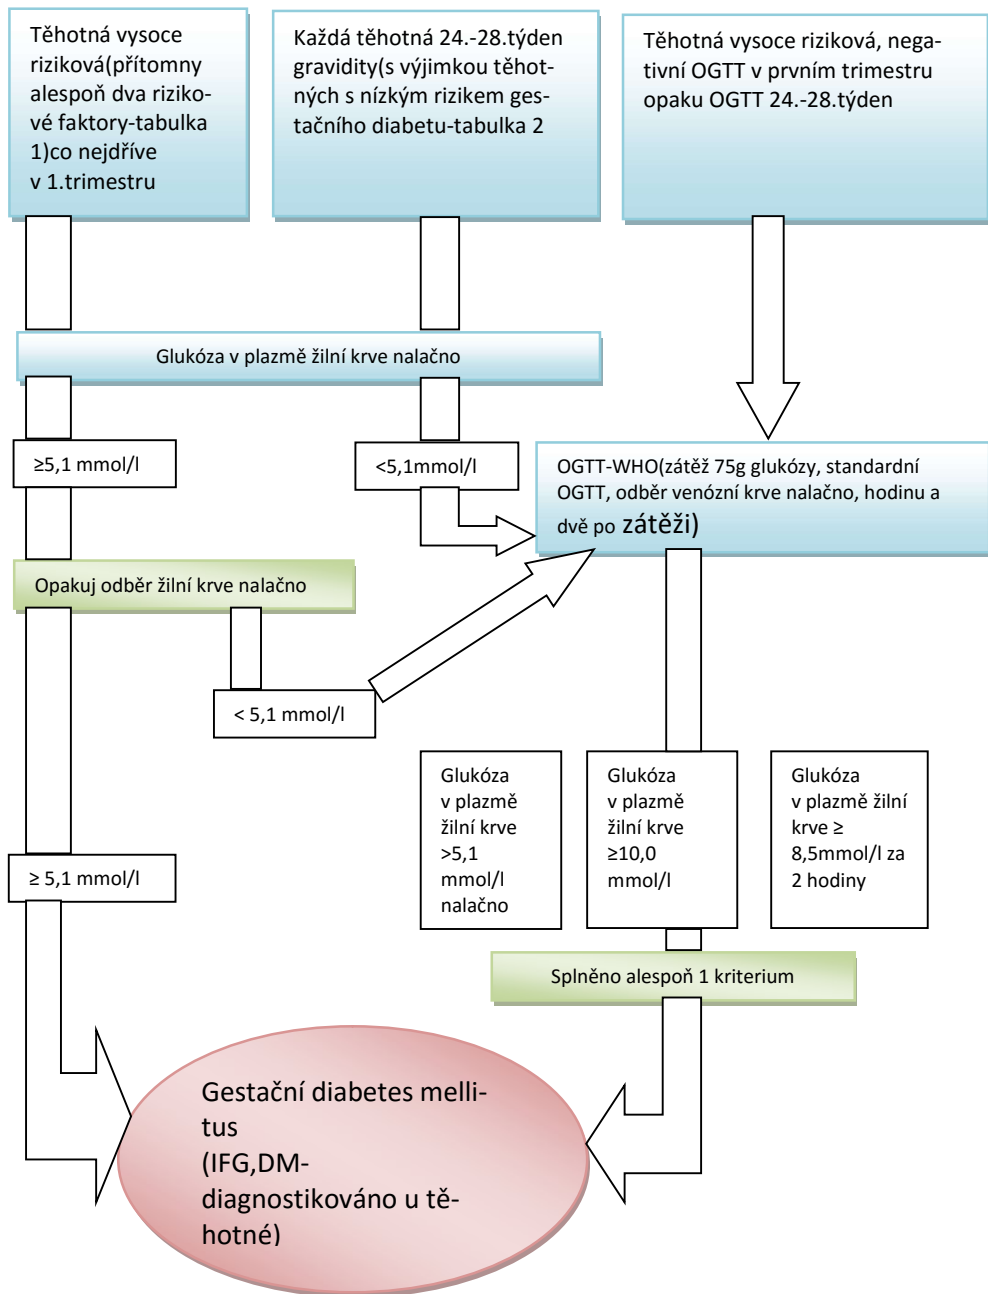 Těhotná vysoce
riziková(přítomny
alespoň dva riziko-
vé faktory-tabulka
1)co nejdříve
v 1.trimestru
Každá těhotná 24.-28.týden
gravidity(s výjimkou těhot-
ných s nízkým rizikem ges-
tačního diabetu-tabulka 2
Těhotná vysoce riziková, nega-
tivní OGTT v prvním trimestru
opaku OGTT 24.-28.týden
Glukóza v plazmě žilní krve nalačno
≥5,1 mmol/l
<5,1mmol/l
OGTT-WHO(zátěž 75g glukózy, standardní
OGTT, odběr venózní krve nalačno, hodinu a
dvě po zátěži)
Opakuj odběr žilní krve nalačno
< 5,1 mmol/l
Glukóza
v plazmě
žilní krve
>5,1
mmol/l
nalačno
Glukóza
v plazmě
žilní krve
≥10,0
mmol/l
Glukóza
v plazmě žilní
krve ≥
8,5mmol/l za
2 hodiny
≥ 5,1 mmol/l
Splněno alespoň 1 kriterium
Gestační diabetes melli-
tus
(IFG,DM-
diagnostikováno u tě-
hotné)